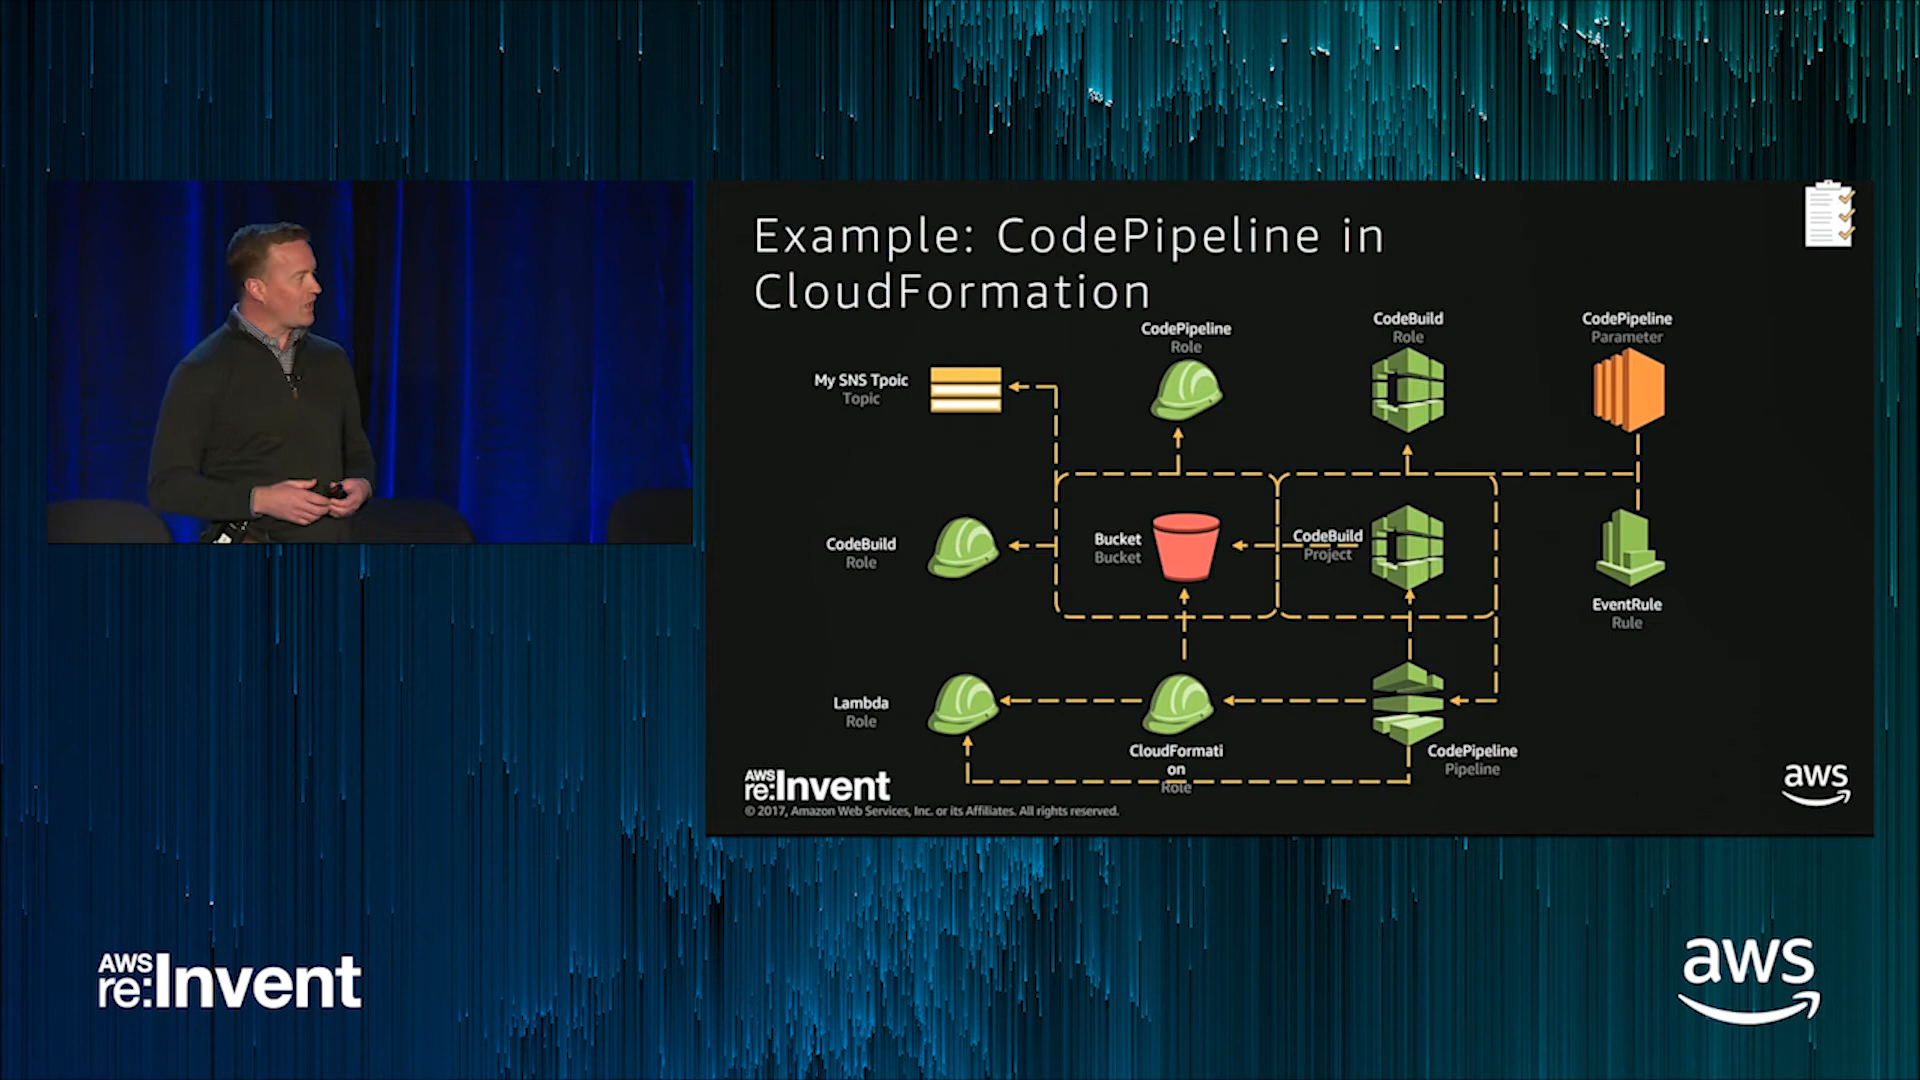 Example: CodePipeline in
CloudFormation
CodePipeline
Role
CodeBuild
Role
CodePipeline
Parameter
My SNS Tpoic
Topic
CodeBuild
Role
Bucket
Bucket
CodeBuild
Project
EventRule
Rule
Lambda
Role
CloudFormati
on
Role
CodePipeline
Pipeline
AWS
re:Invent
© 2017, Amazon Web Services, Inc. or its Affiliates. All rights reserved.
aws
AWS
re:Invent
aws